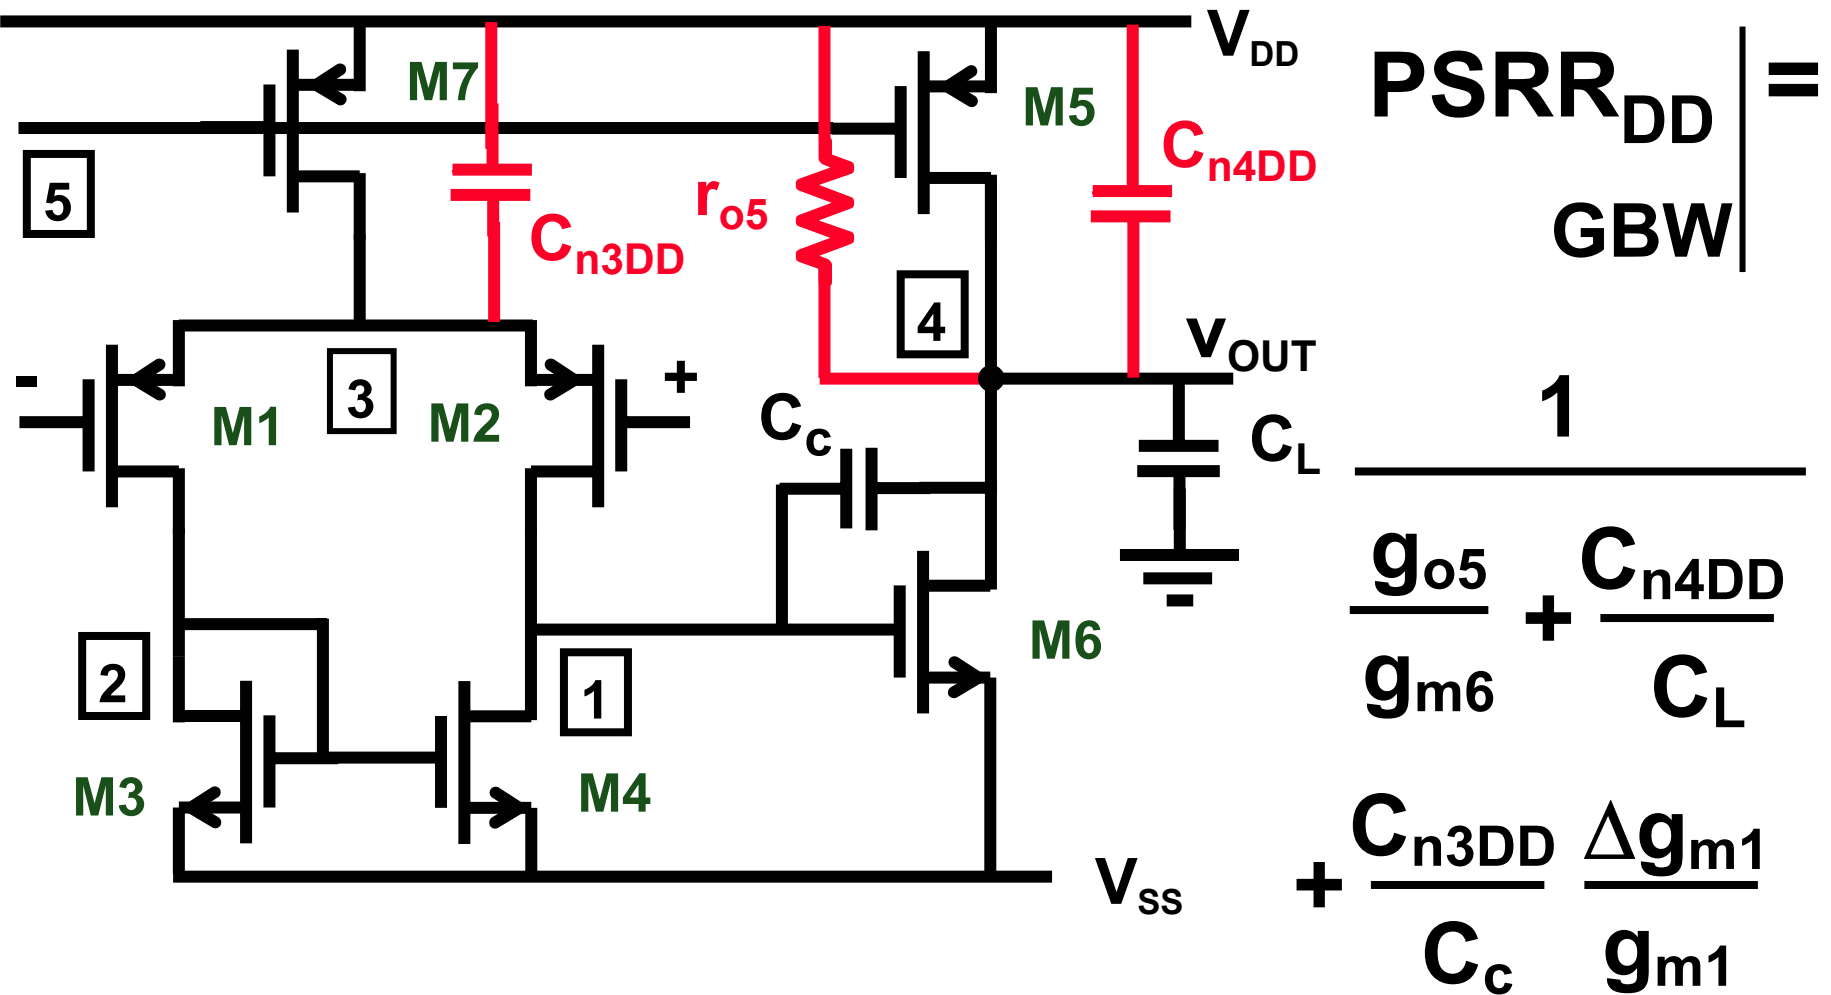 V_DD
M7
M5
C_n4DD
5
r_o5
C_n3DD
4
v_OUT
-
+
3
M1
M2
C_c
C_L
M6
2
1
M3
M4
V_SS
PSRR_DD | =
GBW
1
g_o5 C_n4DD
+
g_m6 C_L
C_n3DD Δg_m1
+
C_c g_m1